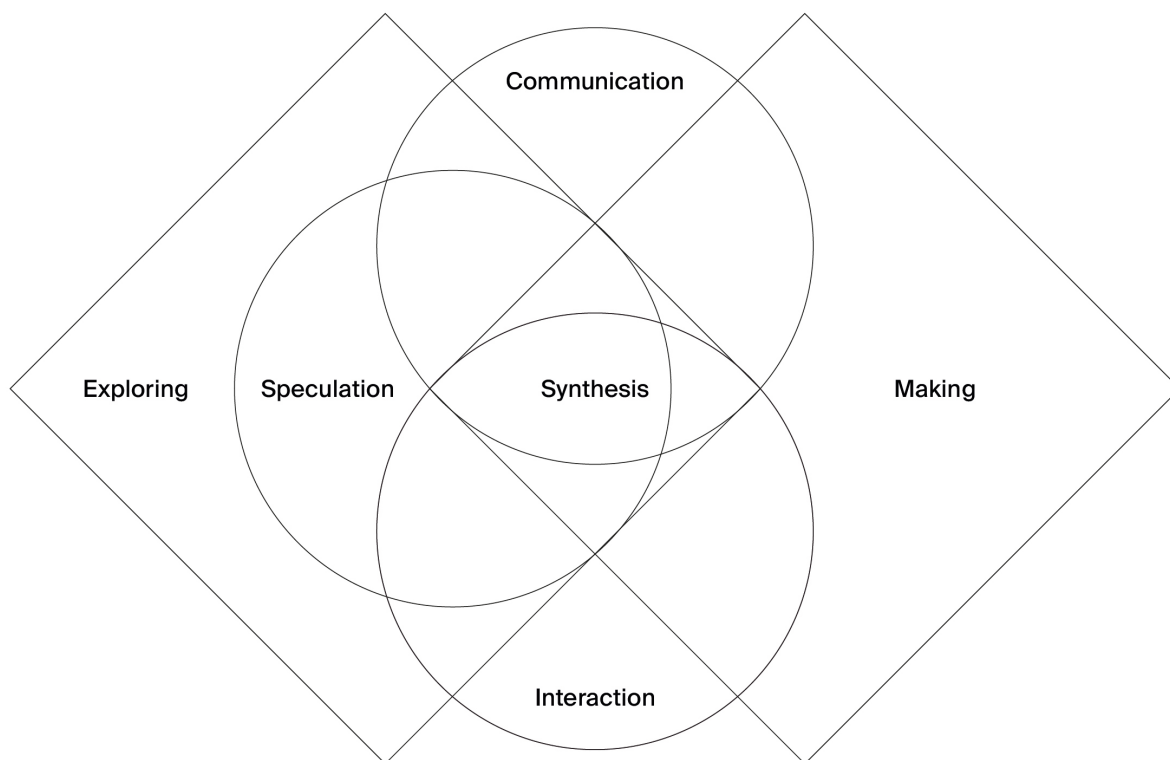 Communication
Exploring
Speculation
Synthesis
Making
Interaction